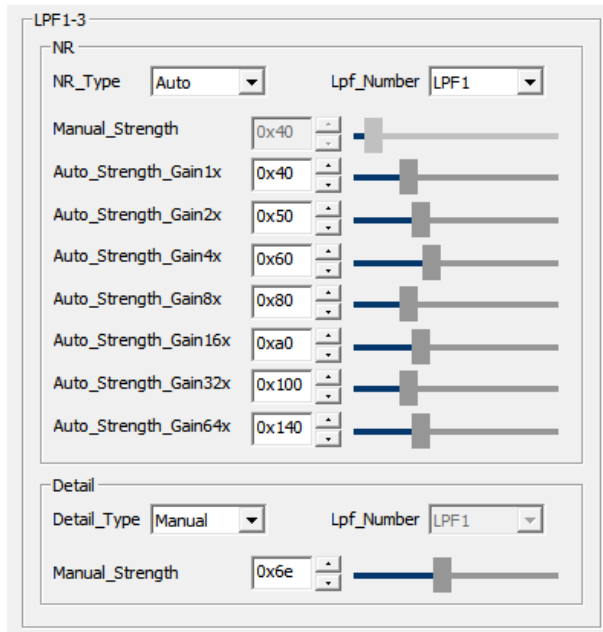 LPF1-3
NR
NR_Type Auto Lpf_Number LPF1
Manual_Strength 0x40
Auto_Strength_Gain1x 0x40
Auto_Strength_Gain2x 0x50
Auto_Strength_Gain4x 0x60
Auto_Strength_Gain8x 0x80
Auto_Strength_Gain16x 0xa0
Auto_Strength_Gain32x 0x100
Auto_Strength_Gain64x 0x140
Detail
Detail_Type Manual Lpf_Number LPF1
Manual_Strength 0x6e